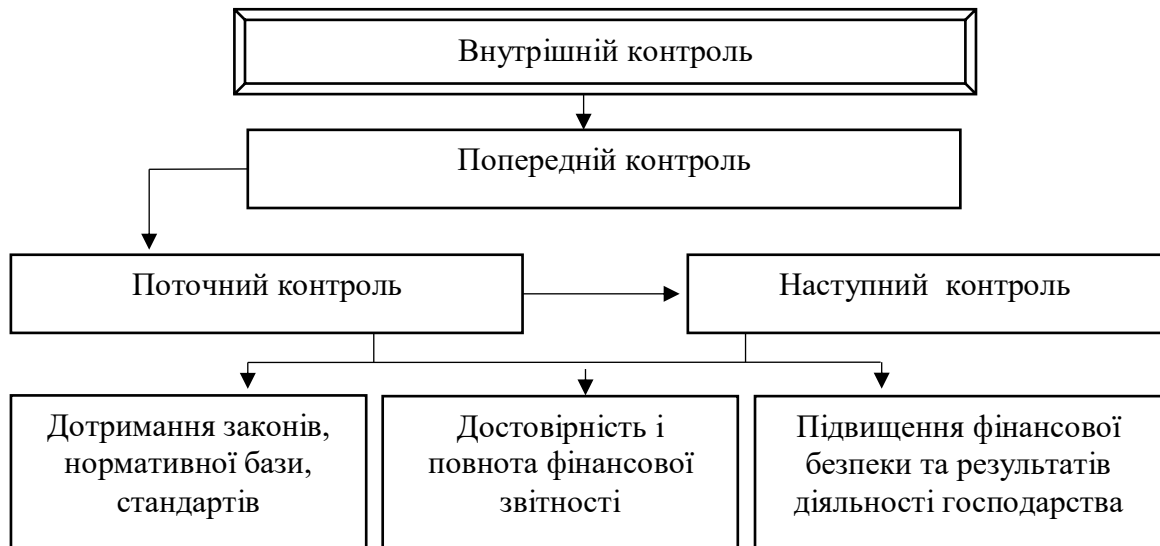 Внутрішній контроль
Попередній контроль
Поточний контроль
Наступний контроль
Дотримання законів,
нормативної бази,
стандартів
Достовірність і
повнота фінансової
звітності
Підвищення фінансової
безпеки та результатів
діяльності господарства